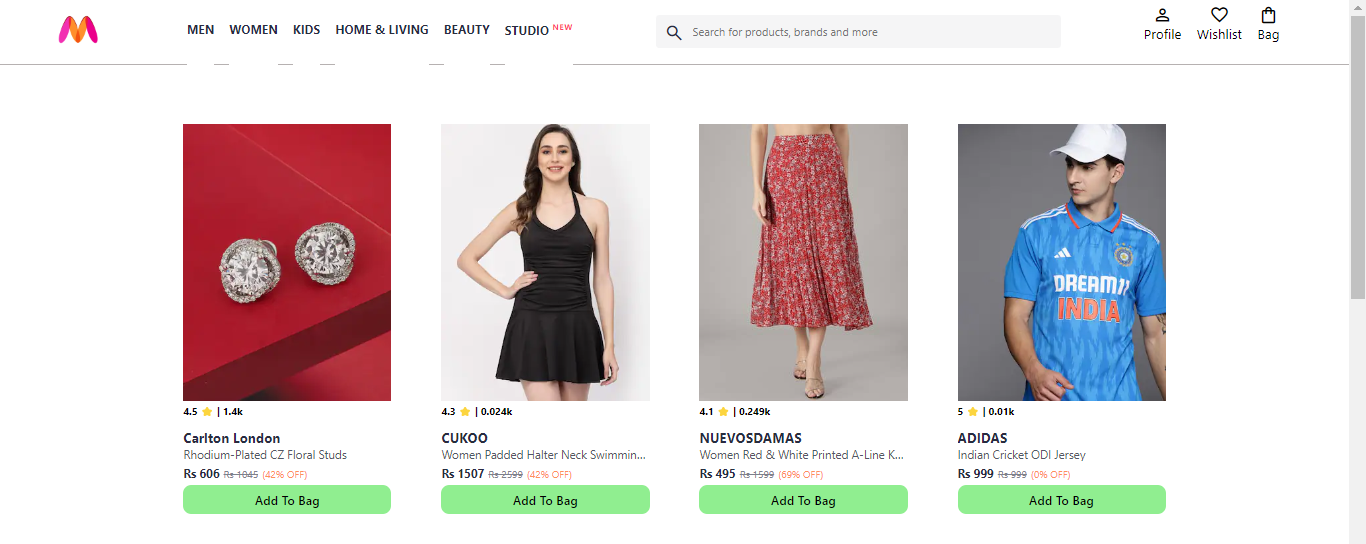 MEN WOMEN KIDS HOME & LIVING BEAUTY STUDIO NEW
Search for products, brands and more
Profile Wishlist Bag
DREAM11
INDIA
4.5 ⭐ | 1.4k
Carlton London
Rhodium-Plated CZ Floral Studs
Rs 606 Rs 1045 (42% OFF)
Add To Bag
4.3 ⭐ | 0.024k
CUKOO
Women Padded Halter Neck Swimmin...
Rs 1507 Rs 2599 (42% OFF)
Add To Bag
4.1 ⭐ | 0.249k
NUEVOSDAMAS
Women Red & White Printed A-Line K...
Rs 495 Rs 1599 (69% OFF)
Add To Bag
5 ⭐ | 0.01k
ADIDAS
Indian Cricket ODI Jersey
Rs 999 Rs 999 (0% OFF)
Add To Bag